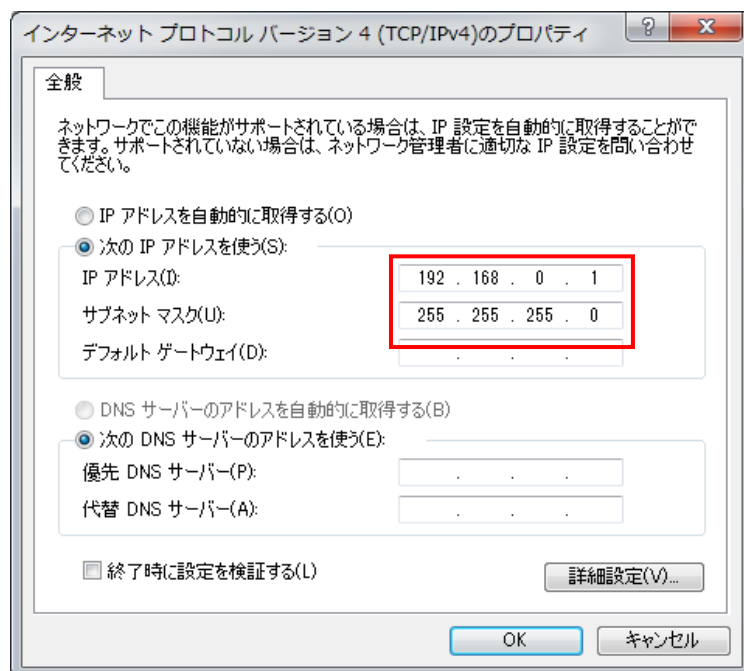 インターネット プロトコル バージョン 4 (TCP/IPv4)のプロパティ
全般
ネットワークでこの機能がサポートされている場合は、IP 設定を自動的に取得することがで
きます。サポートされていない場合は、ネットワーク管理者に適切な IP 設定を問い合わせ
てください。
IP アドレスを自動的に取得する(O)
次の IP アドレスを使う(S):
IP アドレス(I): 192 . 168 . 0 . 1
サブネット マスク(U): 255 . 255 . 255 . 0
デフォルト ゲートウェイ(D): . . .
DNS サーバーのアドレスを自動的に取得する(B)
次の DNS サーバーのアドレスを使う(E):
優先 DNS サーバー(P): . . .
代替 DNS サーバー(A): . . .
終了時に設定を検証する(L)
詳細設定(V)...
OK キャンセル